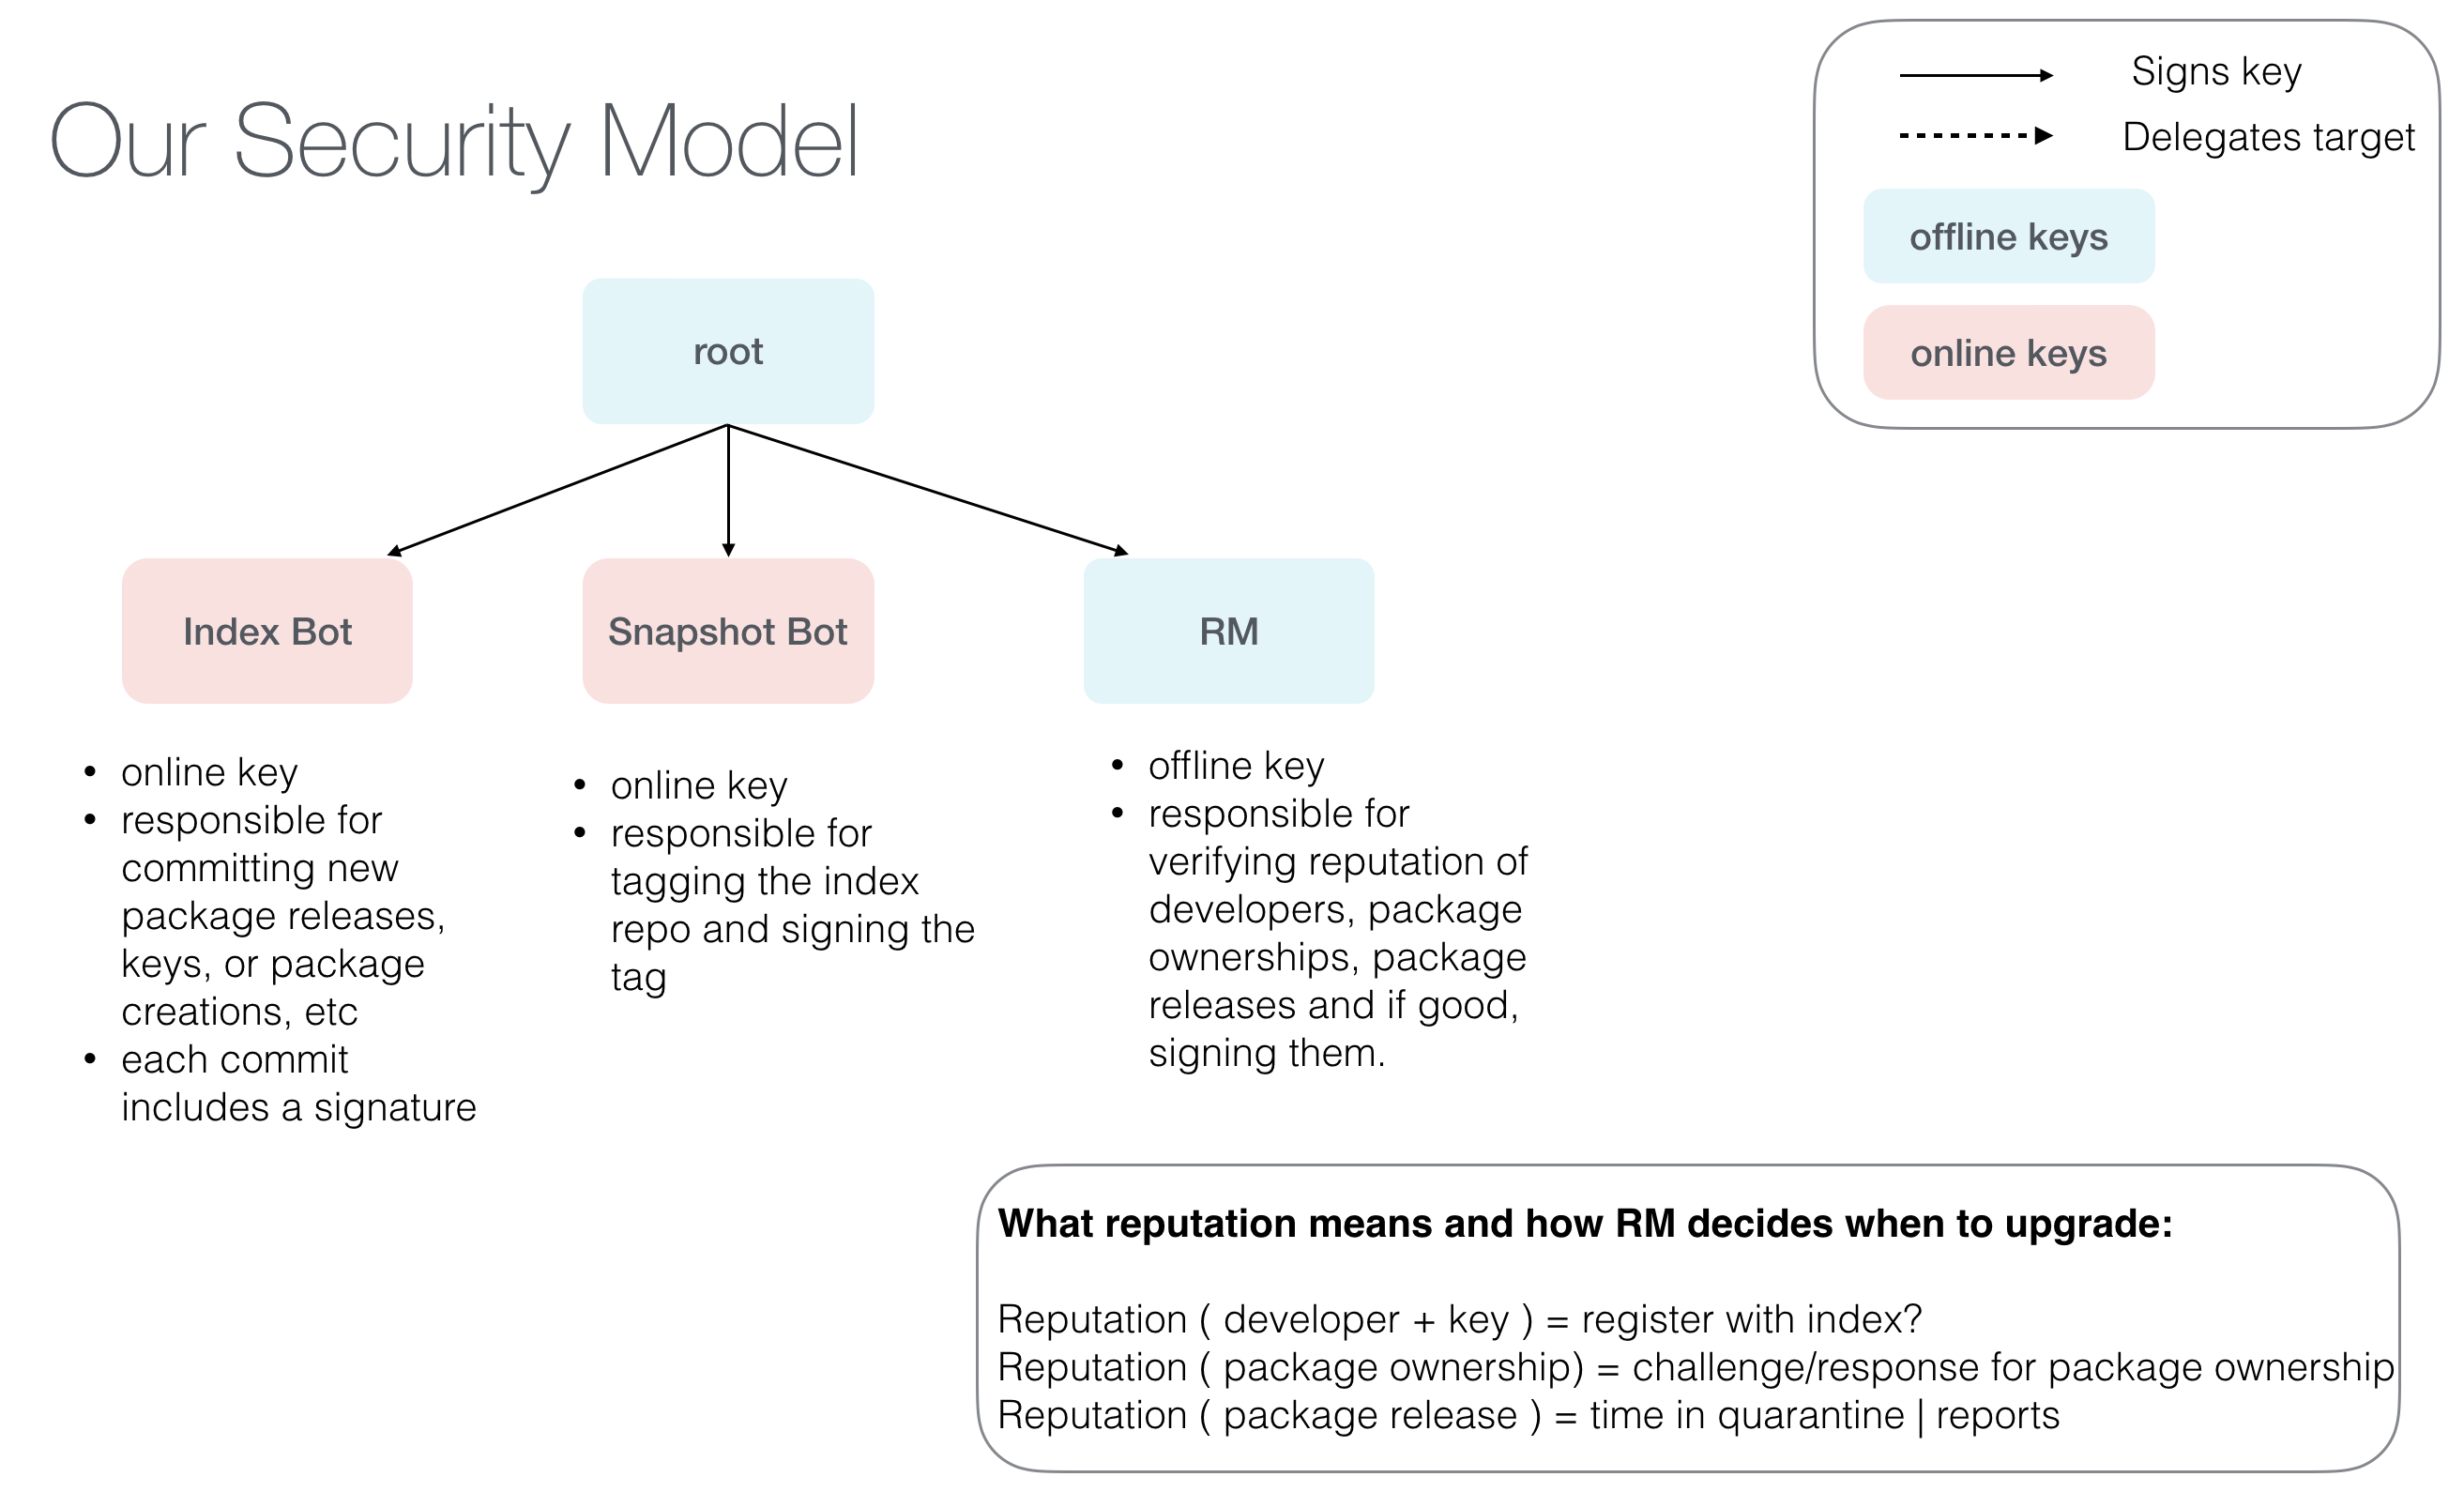 Our Security Model
Signs key
Delegates target
offline keys
online keys
root
Index Bot
Snapshot Bot
RM
• online key
• responsible for
committing new
package releases,
keys, or package
creations, etc
• each commit
includes a signature
• online key
• responsible for
tagging the index
repo and signing the
tag
• offline key
• responsible for
verifying reputation of
developers, package
ownerships, package
releases and if good,
signing them.
What reputation means and how RM decides when to upgrade:
Reputation ( developer + key ) = register with index?
Reputation ( package ownership) = challenge/response for package ownership
Reputation ( package release ) = time in quarantine | reports